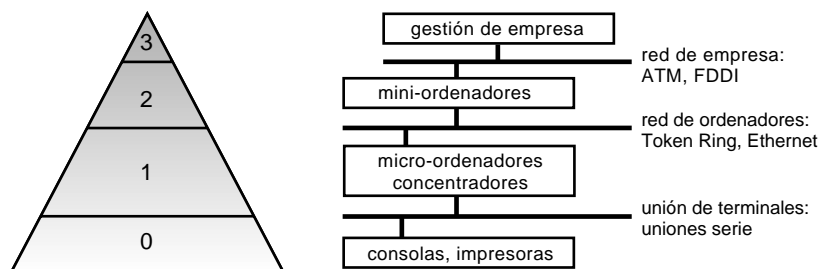 3
2
1
0
gestión de empresa
red de empresa:
ATM, FDDI
mini-ordenadores
red de ordenadores:
Token Ring, Ethernet
micro-ordenadores
concentradores
unión de terminales:
uniones serie
consolas, impresoras